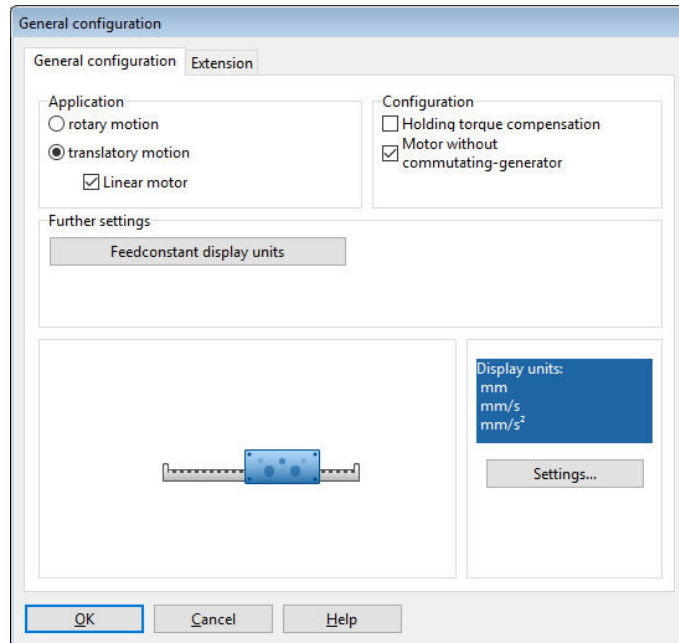 General configuration
General configuration
Extension
Application
rotary motion
translatory motion
Linear motor
Configuration
Holding torque compensation
Motor without
commutating-generator
Further settings
Feedconstant display units
Display units:
mm
mm/s
mm/s²
Settings...
OK
Cancel
Help